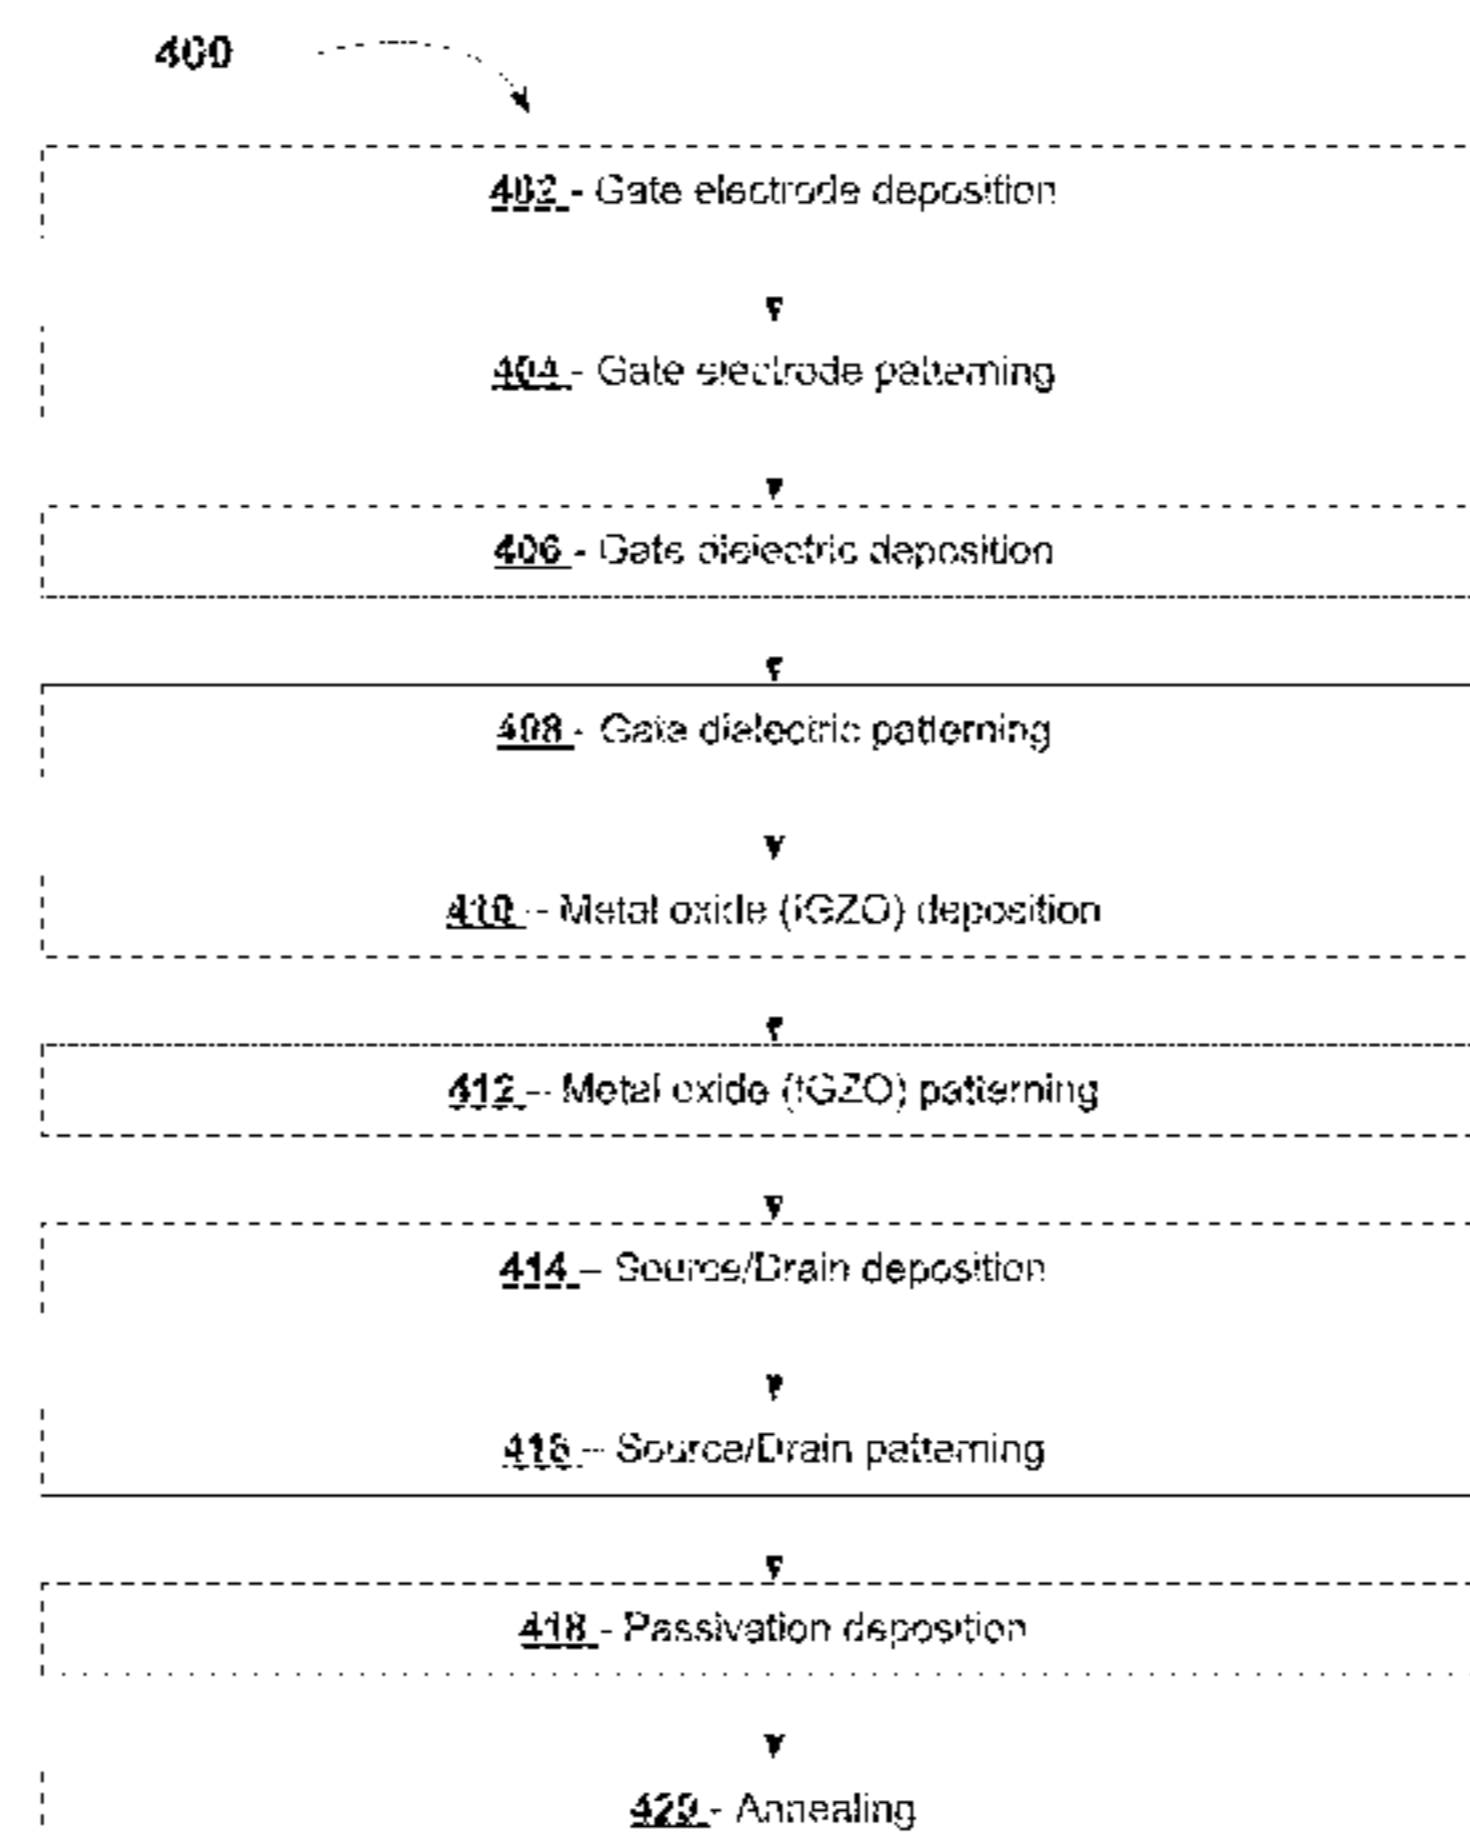 400
402 - Gate electrode deposition
404 - Gate electrode patterning
406 - Gate dielectric deposition
408 - Gate dielectric patterning
410 – Metal oxide (IGZO) deposition
412 – Metal oxide (IGZO) patterning
414 – Source/Drain deposition
416 – Source/Drain patterning
418 - Passivation deposition
420 - Annealing